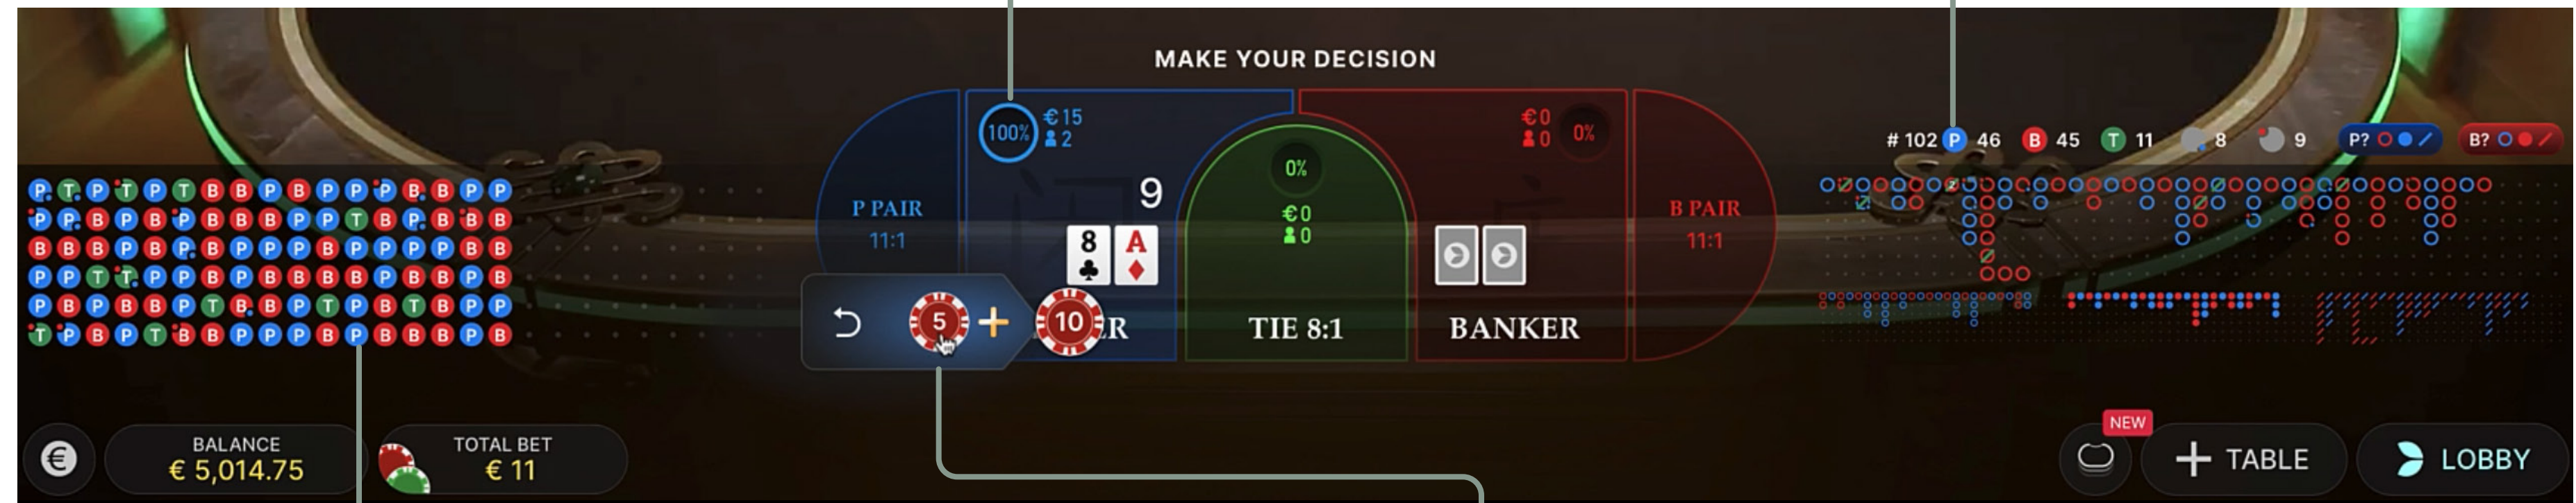 MAKE YOUR DECISION
100%
€ 15
2
€ 0
0
0%
# 102 P 46 B 45 T 11 8 9 P? B?
0%
€ 0
0
P PAIR
11:1
9
8 A
B PAIR
11:1
P T P T P T B B P B P P P B B P P
P P B P B P B B B P P T B P B B B
B B B P B P B P P P B P P P P B B
P P T T P P B P B B B B P B B P B
P B P B B P T B B P T P B T B P P
T P B P T B B P P P B P B B B P B
5 + 10
ER
TIE 8:1
BANKER
NEW
€
BALANCE
€ 5,014.75
TOTAL BET
€ 11
TABLE
LOBBY